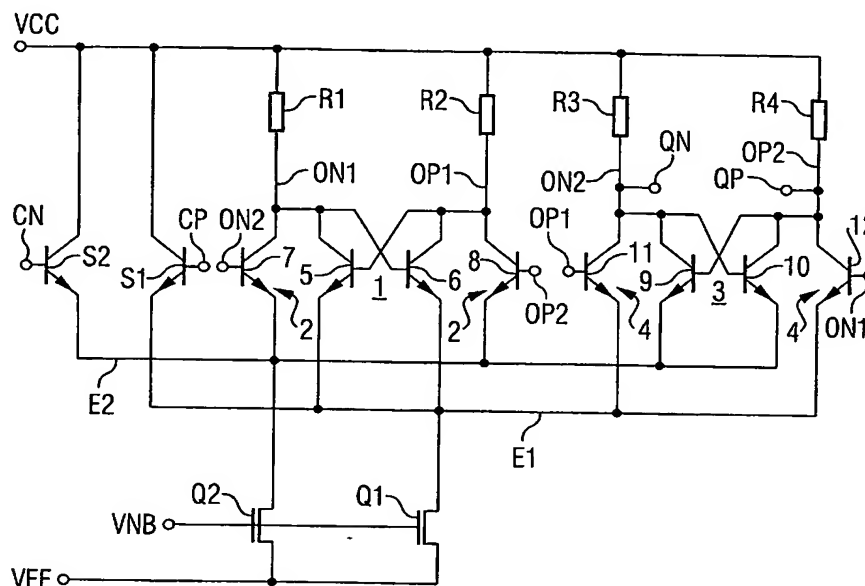 VCC
R1 R2 R3 R4
QN OP2
ON1 OP1 ON2 QP
CN CP ON2 OP1 12
S2 S1 7 5 1 6 8 11 9 3 10
2 2 OP2 4 4 ON1
E2
E1
Q2 Q1
VNB
VEE